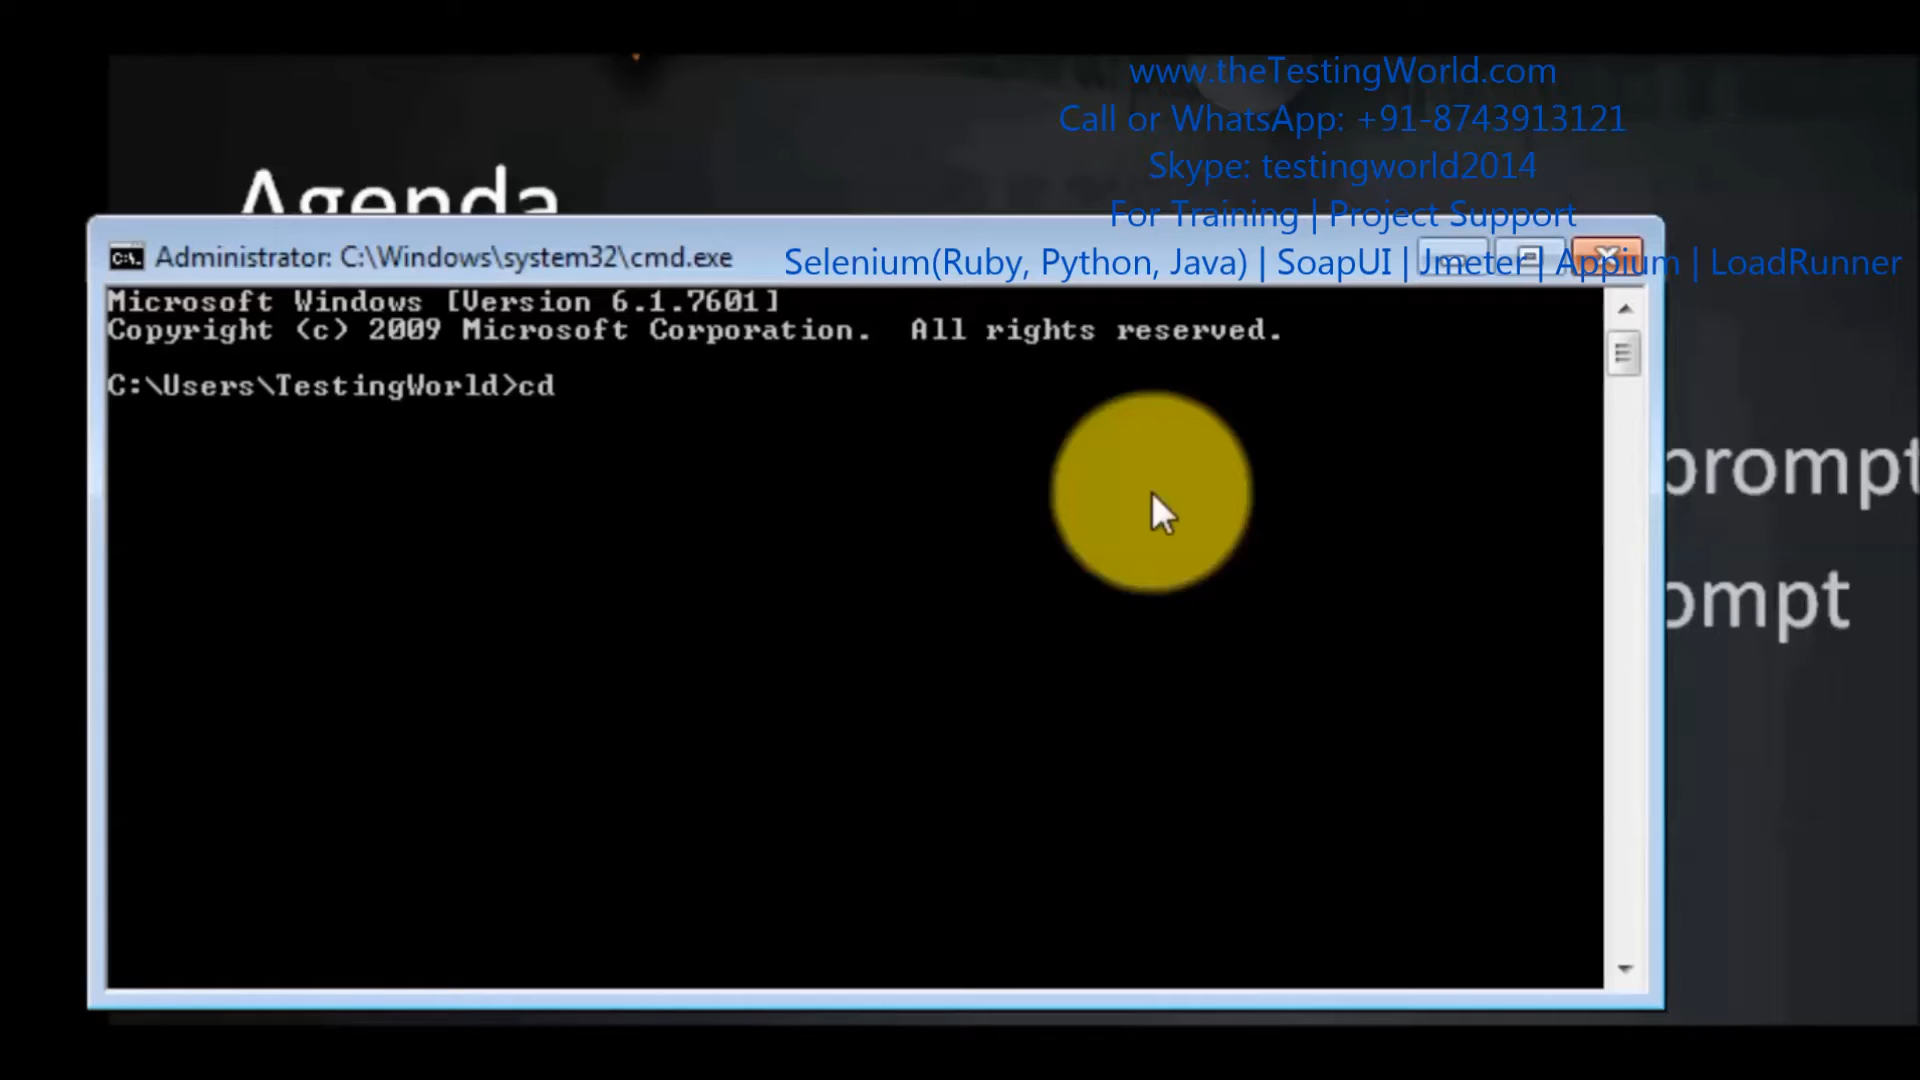 www.theTestingWorld.com
Call or WhatsApp: +91-8743913121
Skype: testingworld2014
Agenda
For Training | Project Support
Administrator: C:\Windows\system32\cmd.exe
Selenium(Ruby, Python, Java) | SoapUI | Jmeter | Appium | LoadRunner
Microsoft Windows [Version 6.1.7601]
Copyright (c) 2009 Microsoft Corporation.  All rights reserved.
C:\Users\TestingWorld>cd
prompt
ompt